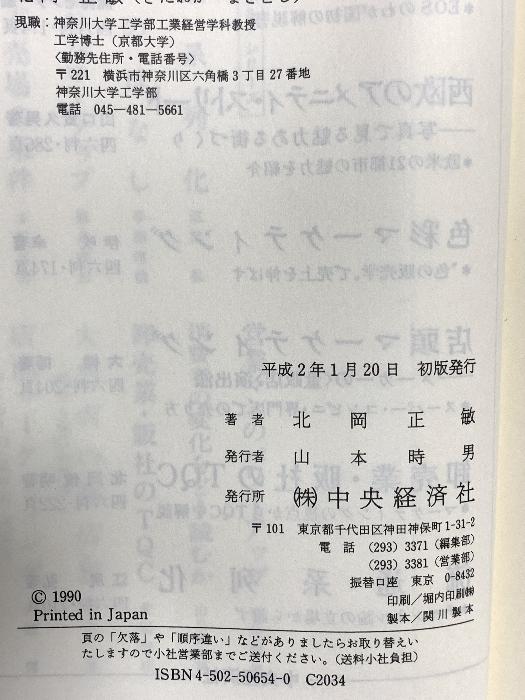 現職：神奈川大学工学部工業経営学科教授
工学博士（京都大学）
〈勤務先住所・電話番号〉
〒221 横浜市神奈川区六角橋3丁目27番地
神奈川大学工学部
電話 045—481—5661
平成2年1月20日 初版発行
著者 北岡正敏
発行者 山本時男
発行所 ㈱中央経済社
〒101 東京都千代田区神田神保町1-31-2
電話 (293) 3371（編集部）
(293) 3381（営業部）
振替口座 東京 0-8432
印刷／堀内印刷㈱
製本／関川製本
© 1990
Printed in Japan
頁の「欠落」や「順序違い」などがありましたらお取り替えい
たしますので小社営業部までご送付ください。（送料小社負担）
ISBN4-502-50654-0 C2034